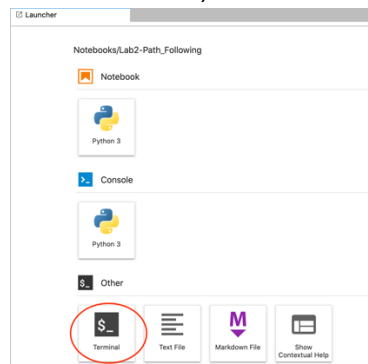 Launcher
Notebooks/Lab2-Path_Following
Notebook
Python 3
>_ Console
Python 3
$_ Other
$_
M
Terminal
Text File
Markdown File
Show
Contextual Help